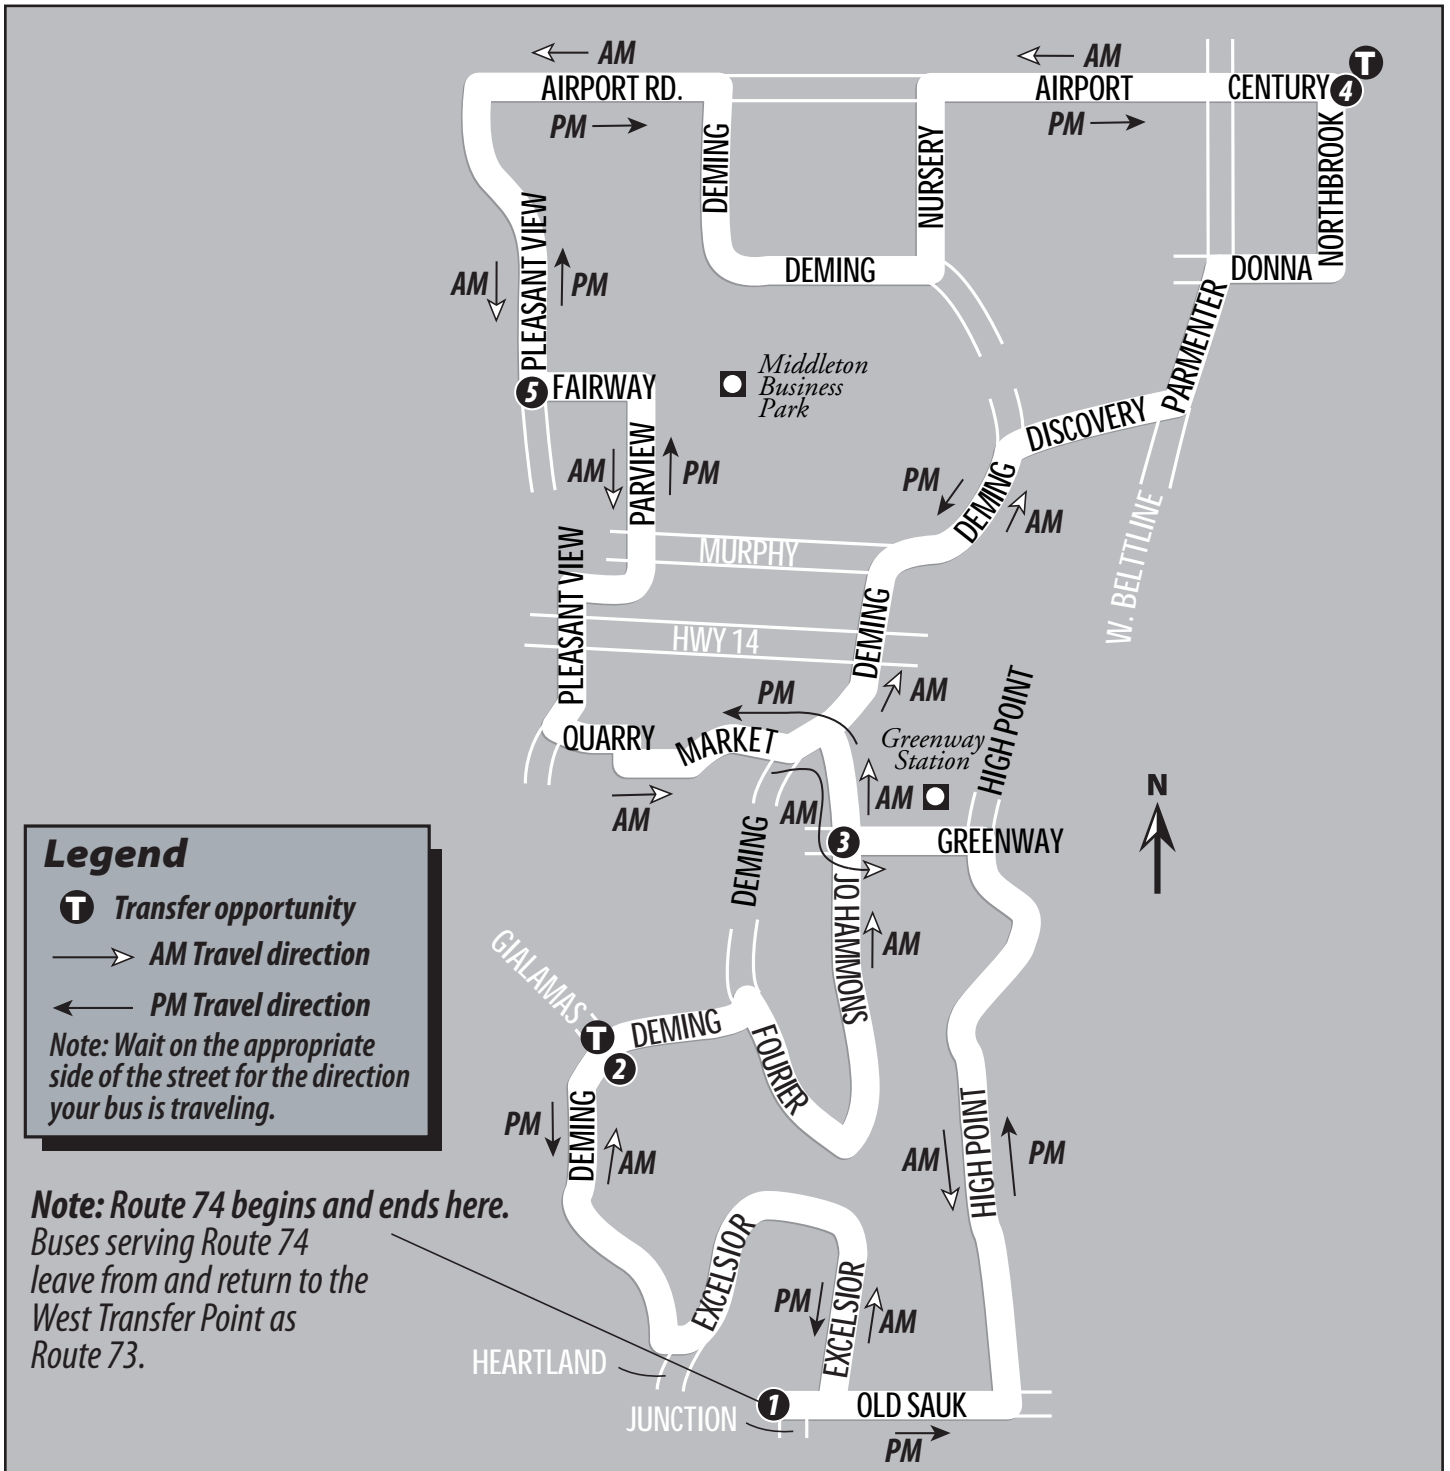 AM
AM
T
AIRPORT RD.
AIRPORT
CENTURY
4
PM
PM
DEMING
NURSERY
NORTHBROOK
PLEASANT VIEW
AM
PM
DEMING
DONNA
PARMENTER
5
FAIRWAY
Middleton
Business
Park
DISCOVERY
AM
PARVIEW
PM
PM
DEMING
AM
W. BELTTLINE
MURPHY
PLEASANT VIEW
HWY 14
DEMING
PM
AM
QUARRY
MARKET
Greenway
Station
HIGH POINT
AM
AM
AM
N
DEMING
3
GREENWAY
JQ HAMMONS
AM
Legend
T Transfer opportunity
AM Travel direction
PM Travel direction
Note: Wait on the appropriate
side of the street for the direction
your bus is traveling.
GIALAMAS
T
2
DEMING
FOURIER
PM
DEMING
AM
AM
HIGH POINT
PM
Note: Route 74 begins and ends here.
Buses serving Route 74
leave from and return to the
West Transfer Point as
Route 73.
EXCELSIOR
PM
EXCELSIOR
AM
HEARTLAND
JUNCTION
1
OLD SAUK
PM